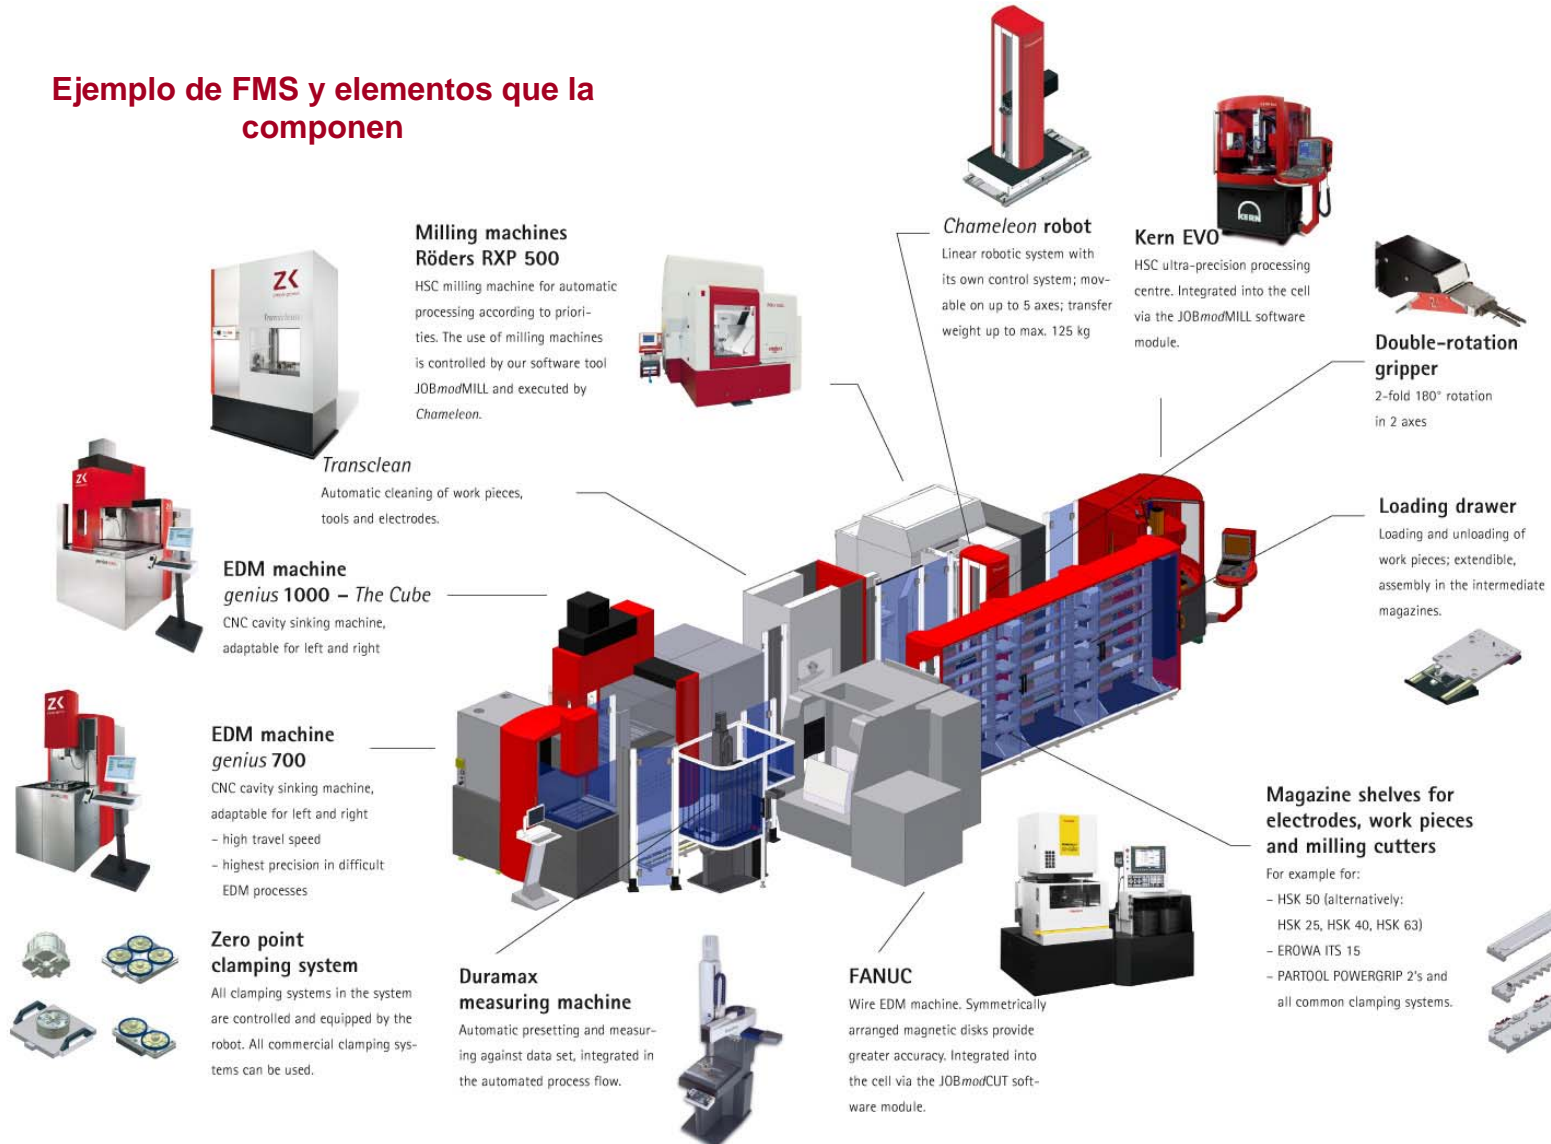 Ejemplo de FMS y elementos que la
componen
Milling machines
Röders RXP 500
HSC milling machine for automatic
processing according to priori-
ties. The use of milling machines
is controlled by our software tool
JOBmodMILL and executed by
Chameleon.
Chameleon robot
Linear robotic system with
its own control system; mov-
able on up to 5 axes; transfer
weight up to max. 125 kg
Kern EVO
HSC ultra-precision processing
centre. Integrated into the cell
via the JOBmodMILL software
module.
Double-rotation
gripper
2-fold 180° rotation
in 2 axes
Transclean
Automatic cleaning of work pieces,
tools and electrodes.
Loading drawer
Loading and unloading of
work pieces; extendible,
assembly in the intermediate
magazines.
EDM machine
genius 1000 – The Cube
CNC cavity sinking machine,
adaptable for left and right
EDM machine
genius 700
CNC cavity sinking machine,
adaptable for left and right
– high travel speed
– highest precision in difficult
EDM processes
Magazine shelves for
electrodes, work pieces
and milling cutters
For example for:
– HSK 50 (alternatively:
HSK 25, HSK 40, HSK 63)
– EROWA ITS 15
– PARTOOL POWERGRIP 2's and
all common clamping systems.
Zero point
clamping system
All clamping systems in the system
are controlled and equipped by the
robot. All commercial clamping sys-
tems can be used.
Duramax
measuring machine
Automatic presetting and measur-
ing against data set, integrated in
the automated process flow.
FANUC
Wire EDM machine. Symmetrically
arranged magnetic disks provide
greater accuracy. Integrated into
the cell via the JOBmodCUT soft-
ware module.
ZK
KERN
ZK
ZK